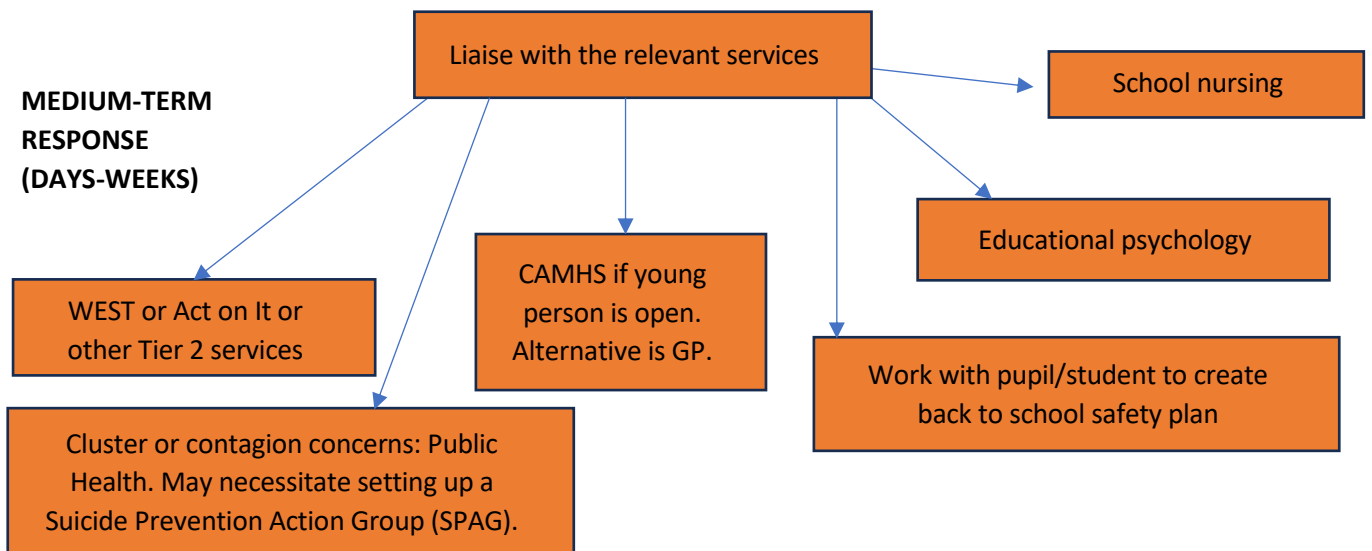 Liaise with the relevant services
School nursing
MEDIUM-TERM
RESPONSE
(DAYS-WEEKS)
Educational psychology
CAMHS if young
person is open.
Alternative is GP.
WEST or Act on It or
other Tier 2 services
Work with pupil/student to create
back to school safety plan
Cluster or contagion concerns: Public
Health. May necessitate setting up a
Suicide Prevention Action Group (SPAG).